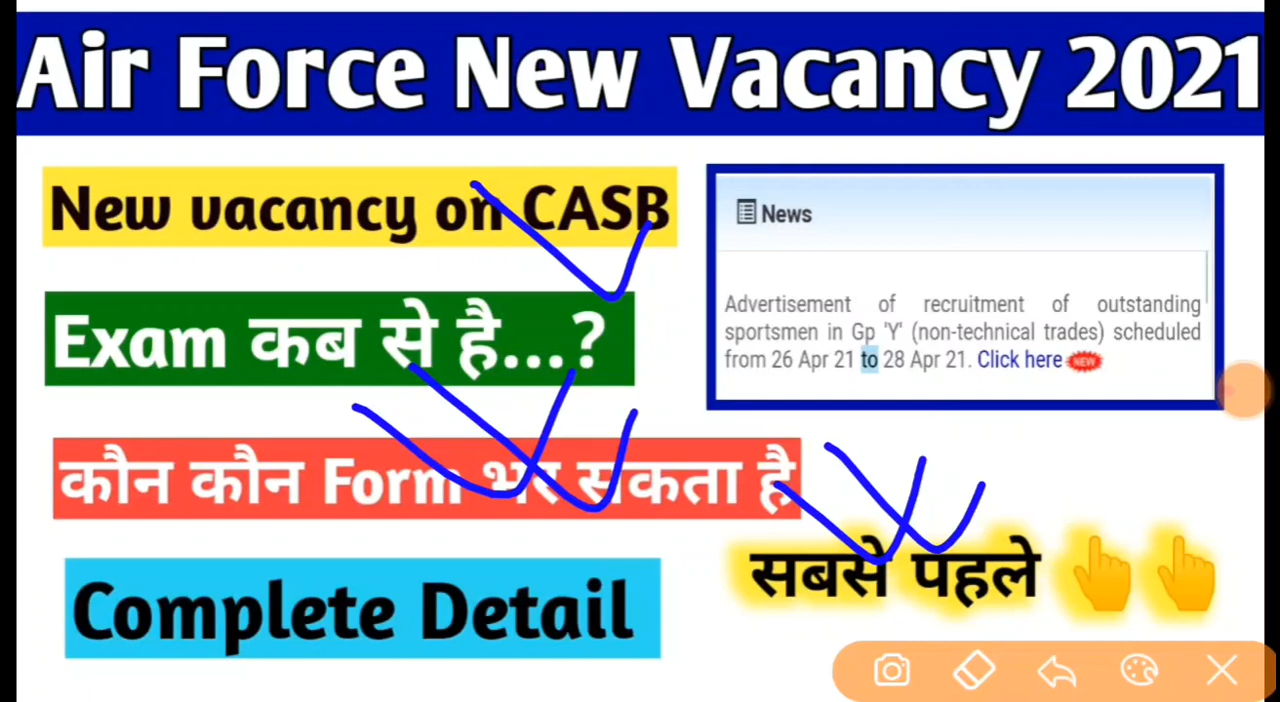 Air Force New Vacancy 2021
New vacancy on CASB
News
Advertisement of recruitment of outstanding
sportsmen in Gp 'Y' (non-technical trades) scheduled
from 26 Apr 21 to 28 Apr 21. Click here NEW
Exam कब से है...?
कौन कौन Form भर सकता है
सबसे पहले
Complete Detail